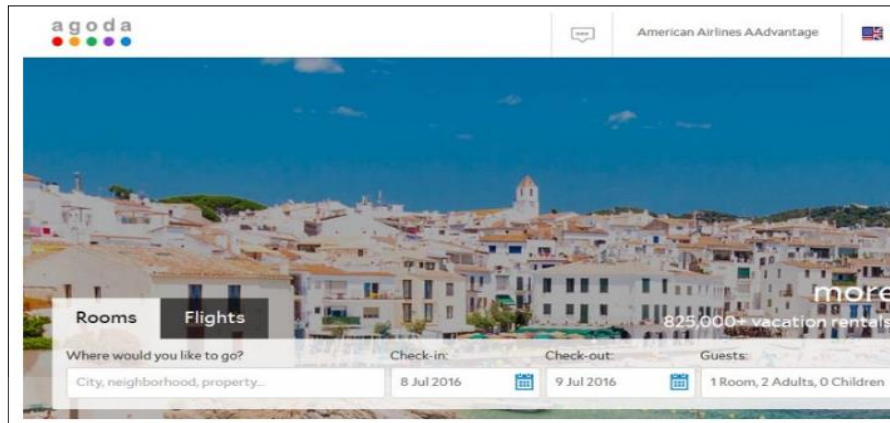 agoda
American Airlines AAdvantage
more
825,000+ vacation rentals
Rooms Flights
Where would you like to go? Check-in: Check-out: Guests:
City, neighborhood, property... 8 Jul 2016 9 Jul 2016 1 Room, 2 Adults, 0 Children